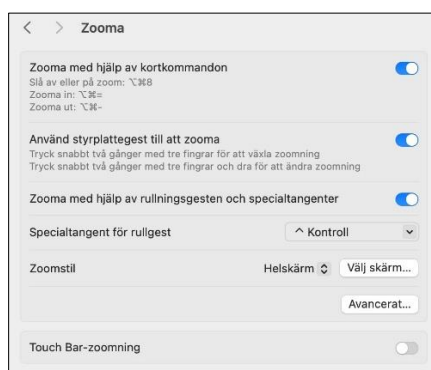 Zooma
Zooma med hjälp av kortkommandon
Slå av eller på zoom: ⌥⌘8
Zooma in: ⌥⌘=
Zooma ut: ⌥⌘-
Använd styrplattegest till att zooma
Tryck snabbt två gånger med tre fingrar för att växla zoomning
Tryck snabbt två gånger med tre fingrar och dra för att ändra zoomning
Zooma med hjälp av rullningsgesten och specialtangenter
Specialtangent för rullgest ^ Kontroll
Zoomstil Helskärm Välj skärm...
Avancerat...
Touch Bar-zoomning